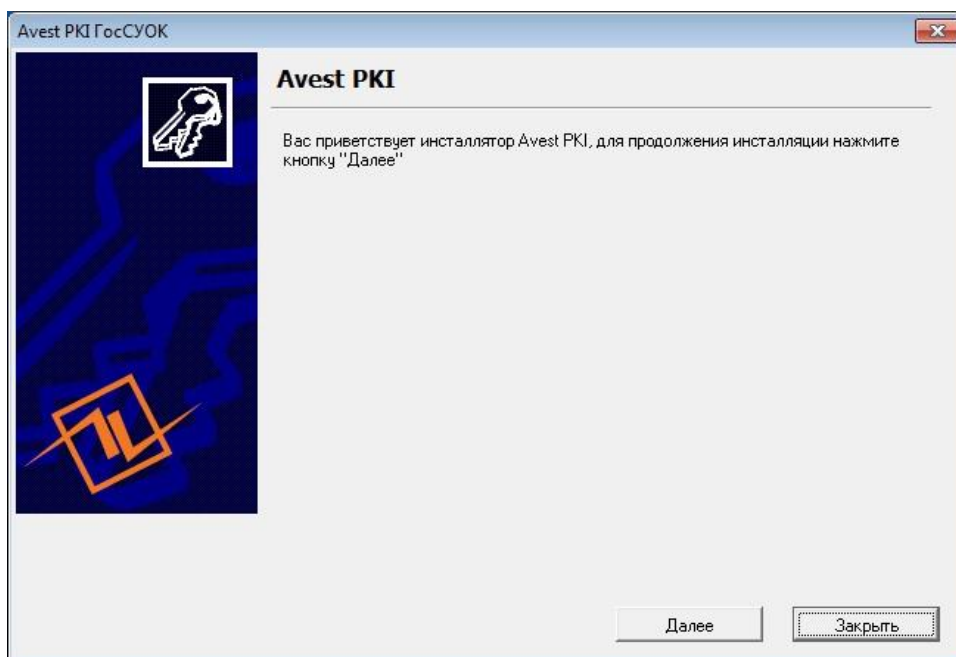 Avest PKI ГосСУОК
Avest PKI
Вас приветствует инсталлятор Avest PKI, для продолжения инсталляции нажмите
кнопку "Далее"
Далее
Закрыть